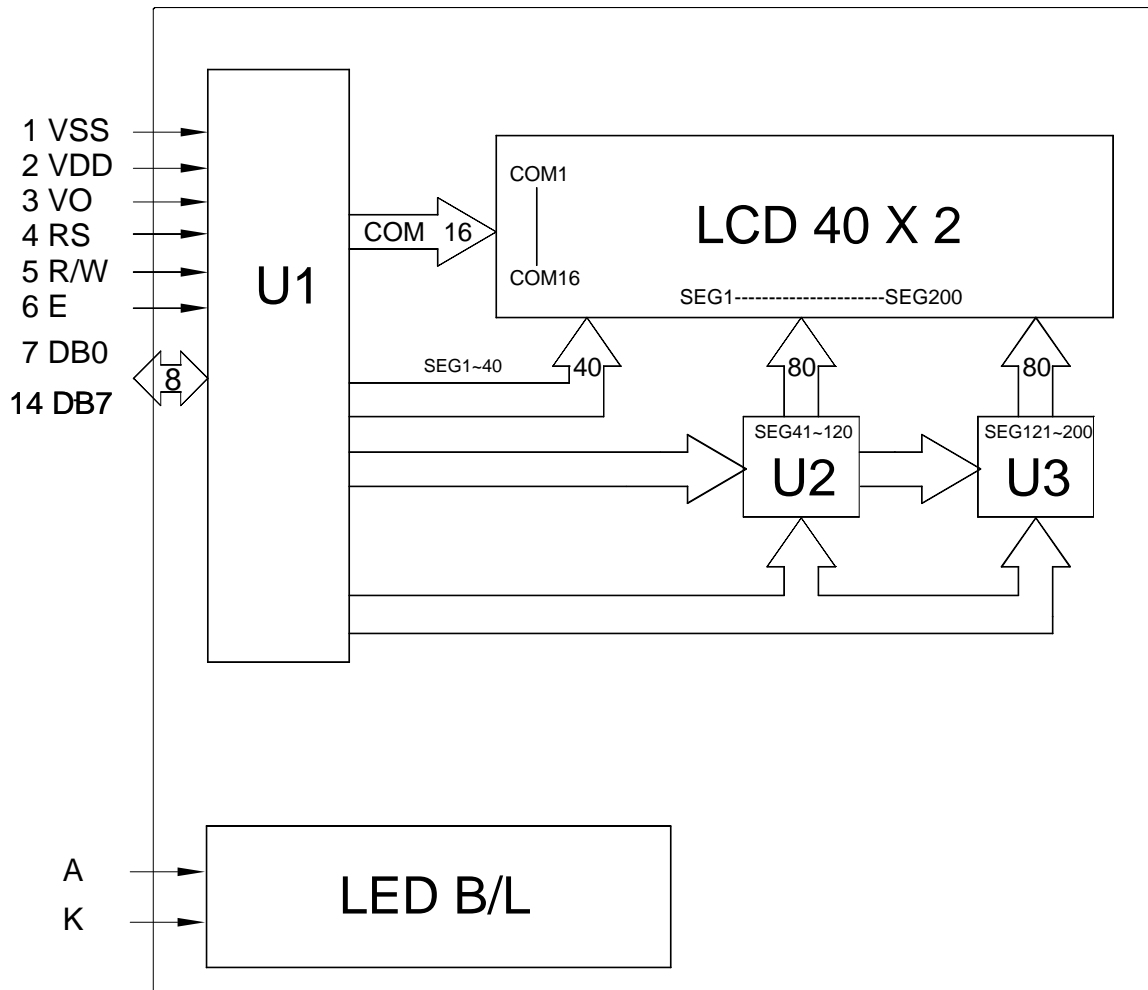 1 VSS
2 VDD
3 VO
4 RS
5 R/W
6 E
7 DB0
8
14 DB7
U1
COM 16
COM1
COM16
LCD 40 X 2
SEG1----------------------SEG200
SEG1~40
40
80
80
SEG41~120
U2
SEG121~200
U3
A
K
LED B/L